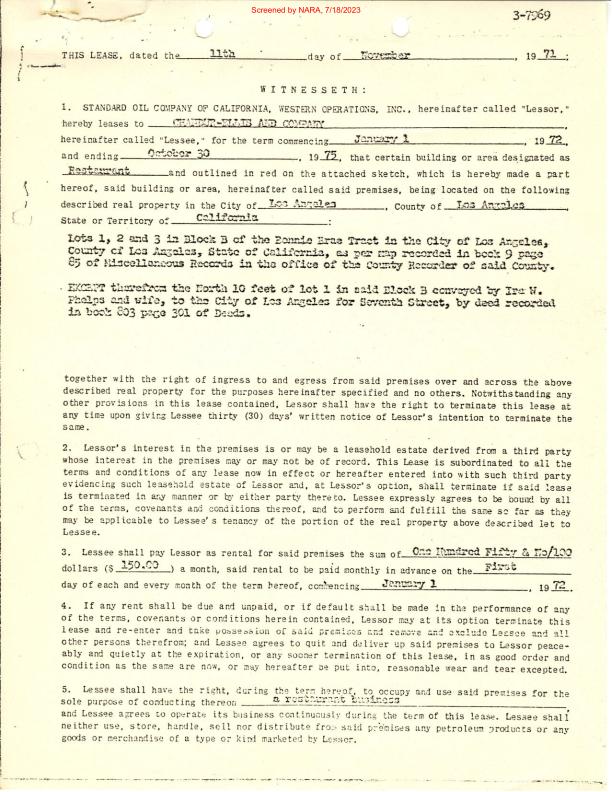 Screened by NARA, 7/18/2023
3-7969
THIS LEASE, dated the 11th day of November , 19 71 :
W I T N E S S E T H :
1. STANDARD OIL COMPANY OF CALIFORNIA, WESTERN OPERATIONS, INC., hereinafter called "Lessor,"
hereby leases to -ELLIS AND COMPANY
hereinafter called "Lessee," for the term commencing January 1 , 19 72,
and ending October 30 , 19 75, that certain building or area designated as
Restaurant and outlined in red on the attached sketch, which is hereby made a part
hereof, said building or area, hereinafter called said premises, being located on the following
described real property in the City of Los Angeles , County of Los Angeles ,
State or Territory of California :
Lots 1, 2 and 3 in Block B of the Bonnie Brae Tract in the City of Los Angeles,
County of Los Angeles, State of California, as per map recorded in book 9 page
85 of Miscellaneous Records in the office of the County Recorder of said County.
EXCEPT therefrom the North 10 feet of lot 1 in said Block B conveyed by Ira W.
Phelps and wife, to the City of Los Angeles for Seventh Street, by deed recorded
in book 803 page 301 of Deeds.
together with the right of ingress to and egress from said premises over and across the above
described real property for the purposes hereinafter specified and no others. Notwithstanding any
other provisions in this lease contained, Lessor shall have the right to terminate this lease at
any time upon giving Lessee thirty (30) days' written notice of Lessor's intention to terminate the
same.
2. Lessor's interest in the premises is or may be a leasehold estate derived from a third party
whose interest in the premises may or may not be of record. This Lease is subordinated to all the
terms and conditions of any lease now in effect or hereafter entered into with such third party
evidencing such leasehold estate of Lessor and, at Lessor's option, shall terminate if said lease
is terminated in any manner or by either party thereto. Lessee expressly agrees to be bound by all
of the terms, covenants and conditions thereof, and to perform and fulfill the same so far as they
may be applicable to Lessee's tenancy of the portion of the real property above described let to
Lessee.
3. Lessee shall pay Lessor as rental for said premises the sum of One Hundred Fifty & No/100
dollars ($ 150.00 ) a month, said rental to be paid monthly in advance on the First
day of each and every month of the term hereof, commencing January 1 , 19 72.
4. If any rent shall be due and unpaid, or if default shall be made in the performance of any
of the terms, covenants or conditions herein contained, Lessor may at its option terminate this
lease and re-enter and take possession of said premises and remove and exclude Lessee and all
other persons therefrom; and Lessee agrees to quit and deliver up said premises to Lessor peace-
ably and quietly at the expiration, or any sooner termination of this lease, in as good order and
condition as the same are now, or may hereafter be put into, reasonable wear and tear excepted.
5. Lessee shall have the right, during the term hereof, to occupy and use said premises for the
sole purpose of conducting thereon a restaurant business
and Lessee agrees to operate its business continuously during the term of this lease. Lessee shall
neither use, store, handle, sell nor distribute from said premises any petroleum products or any
goods or merchandise of a type or kind marketed by Lessor.